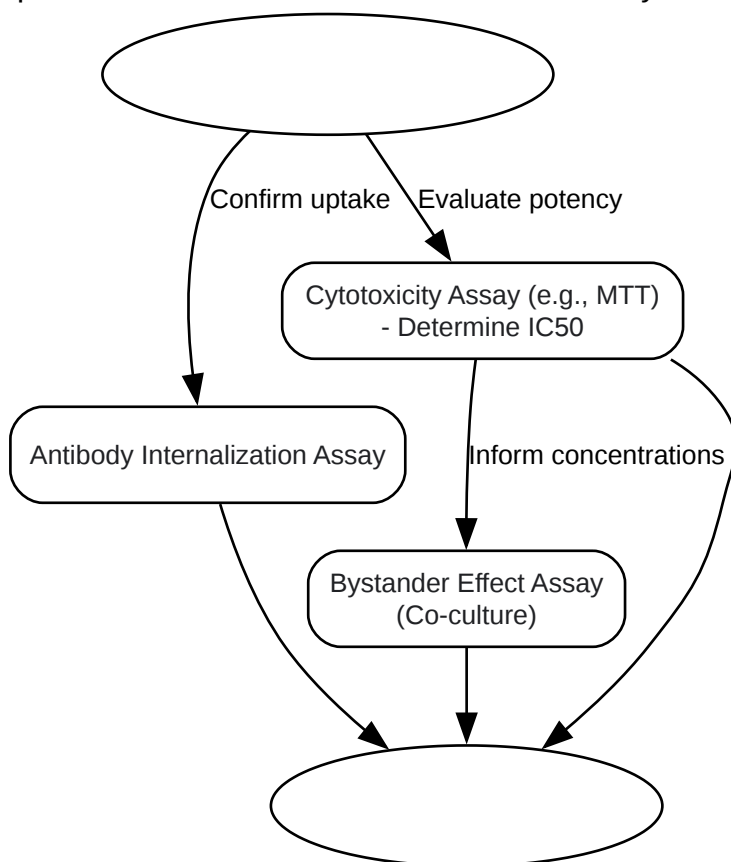 Confirm uptake
Evaluate potency
Cytotoxicity Assay (e.g., MTT)
- Determine IC50
Antibody Internalization Assay
Inform concentrations
Bystander Effect Assay
(Co-culture)